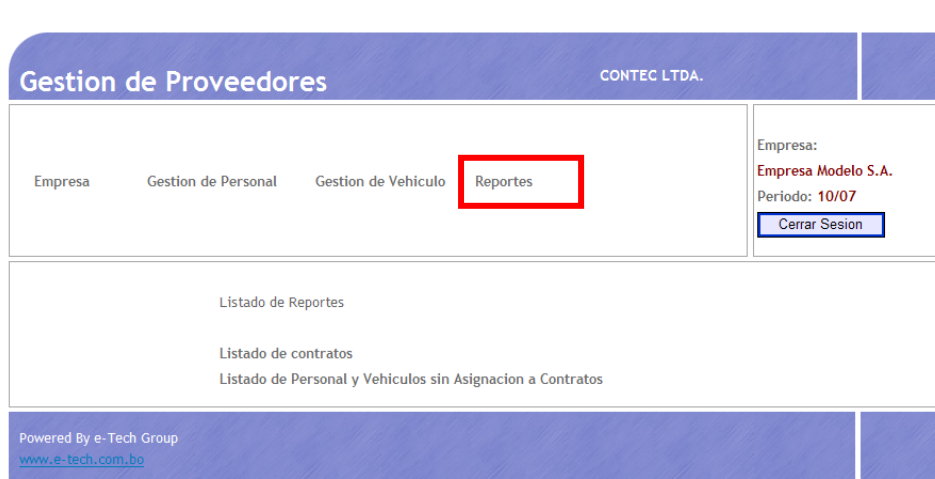 Gestion de Proveedores
CONTEC LTDA.
Empresa
Gestion de Personal
Gestion de Vehiculo
Reportes
Empresa:
Empresa Modelo S.A.
Periodo: 10/07
Cerrar Sesion
Listado de Reportes
Listado de contratos
Listado de Personal y Vehiculos sin Asignacion a Contratos
Powered By e-Tech Group
www.e-tech.com.bo